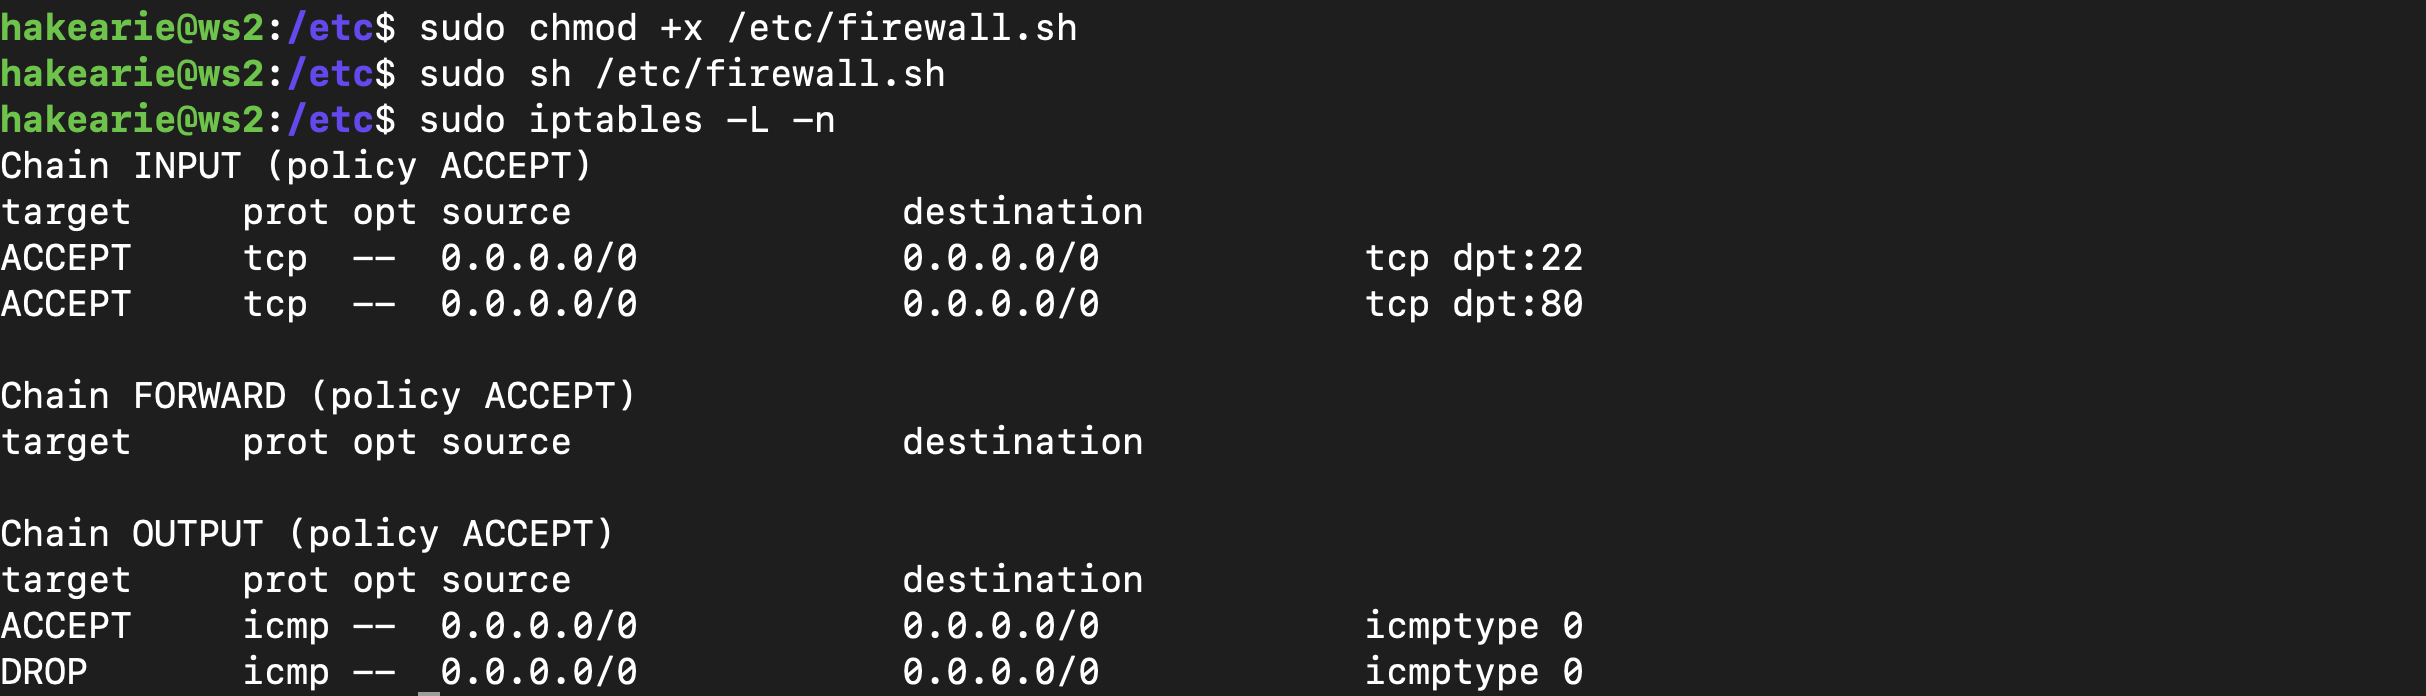 hakearie@ws2:/etc$ sudo chmod +x /etc/firewall.sh
hakearie@ws2:/etc$ sudo sh /etc/firewall.sh
hakearie@ws2:/etc$ sudo iptables -L -n
Chain INPUT (policy ACCEPT)
target     prot opt source               destination
ACCEPT     tcp  --  0.0.0.0/0            0.0.0.0/0            tcp dpt:22
ACCEPT     tcp  --  0.0.0.0/0            0.0.0.0/0            tcp dpt:80

Chain FORWARD (policy ACCEPT)
target     prot opt source               destination

Chain OUTPUT (policy ACCEPT)
target     prot opt source               destination
ACCEPT     icmp --  0.0.0.0/0            0.0.0.0/0            icmptype 0
DROP       icmp --  0.0.0.0/0            0.0.0.0/0            icmptype 0